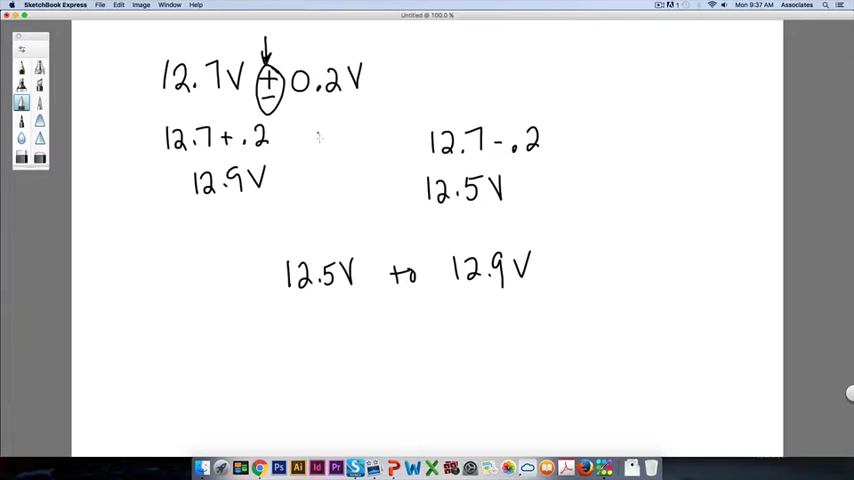 SketchBook Express File Edit Image Window Help
1 Mon 9:37 AM Associates
Untitled @ 100.0 %
12.7V ± 0.2V
12.7+.2 12.7-.2
12.9V 12.5V
12.5V to 12.9V